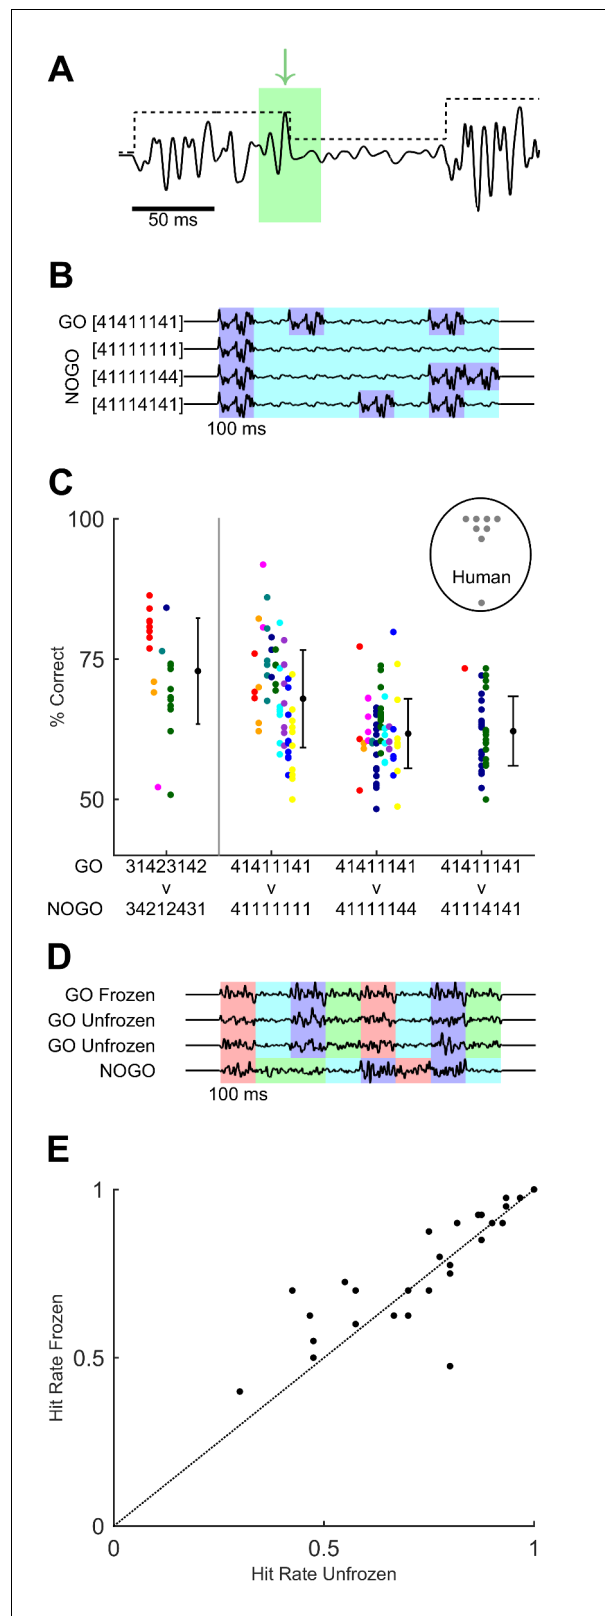 A
50 ms
B
GO [41411141]
[41111111]
[41111144]
[41114141]
NOGO
100 ms
C
100
75
50
% Correct
Human
GO 31423142 41411141 41411141 41411141
v v v v
NOGO 34212431 41111111 41111144 41114141
D
GO Frozen
GO Unfrozen
GO Unfrozen
NOGO
100 ms
E
1
0.5
0
Hit Rate Frozen
0 0.5 1
Hit Rate Unfrozen